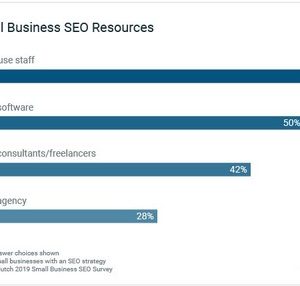 l Business SEO Resources
use staff
software
50%
consultants/freelancers
42%
agency
28%
swer choices shown
all businesses with an SEO strategy
utch 2019 Small Business SEO Survey